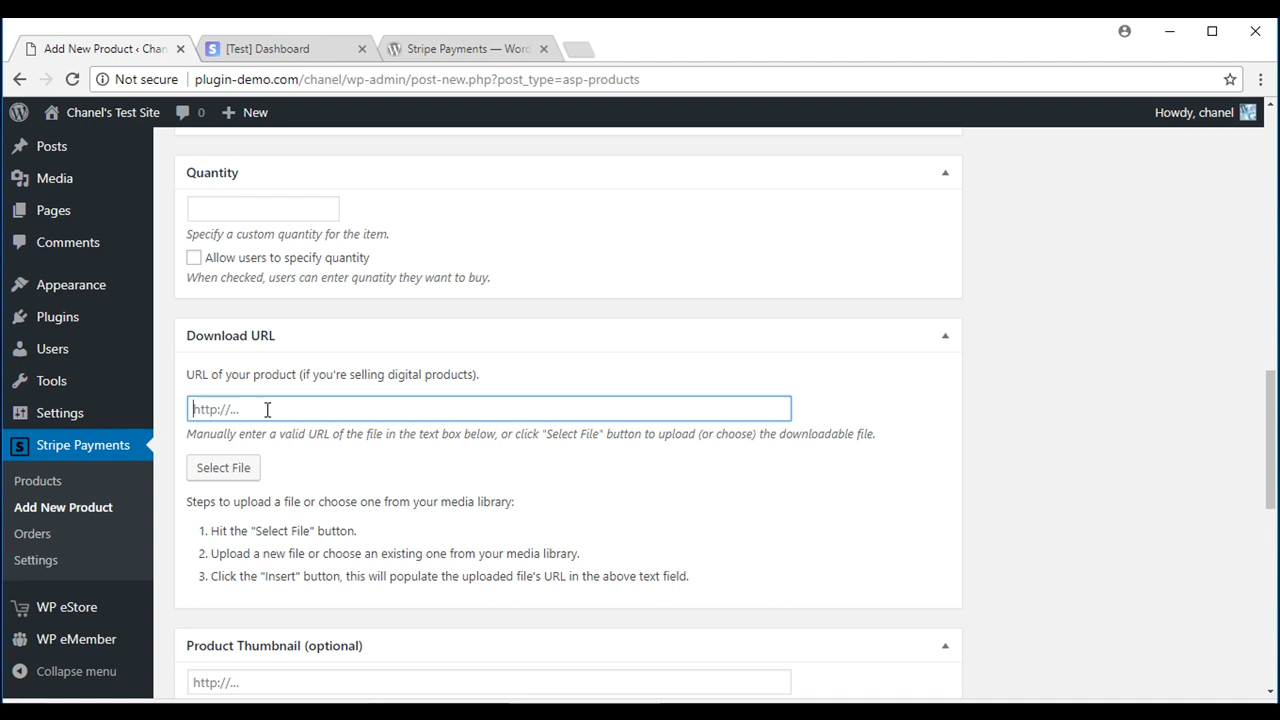 Add New Product ‹ Chan
[Test] Dashboard
Stripe Payments — Word
Not secure
plugin-demo.com/chanel/wp-admin/post-new.php?post_type=asp-products
Chanel's Test Site
0
New
Howdy, chanel
Posts
Media
Pages
Comments
Appearance
Plugins
Users
Tools
Settings
Stripe Payments
Products
Add New Product
Orders
Settings
WP eStore
WP eMember
Collapse menu
Quantity
Specify a custom quantity for the item.
Allow users to specify quantity
When checked, users can enter qunatity they want to buy.
Download URL
URL of your product (if you're selling digital products).
http://...
Manually enter a valid URL of the file in the text box below, or click "Select File" button to upload (or choose) the downloadable file.
Select File
Steps to upload a file or choose one from your media library:
1. Hit the "Select File" button.
2. Upload a new file or choose an existing one from your media library.
3. Click the "Insert" button, this will populate the uploaded file's URL in the above text field.
Product Thumbnail (optional)
http://...